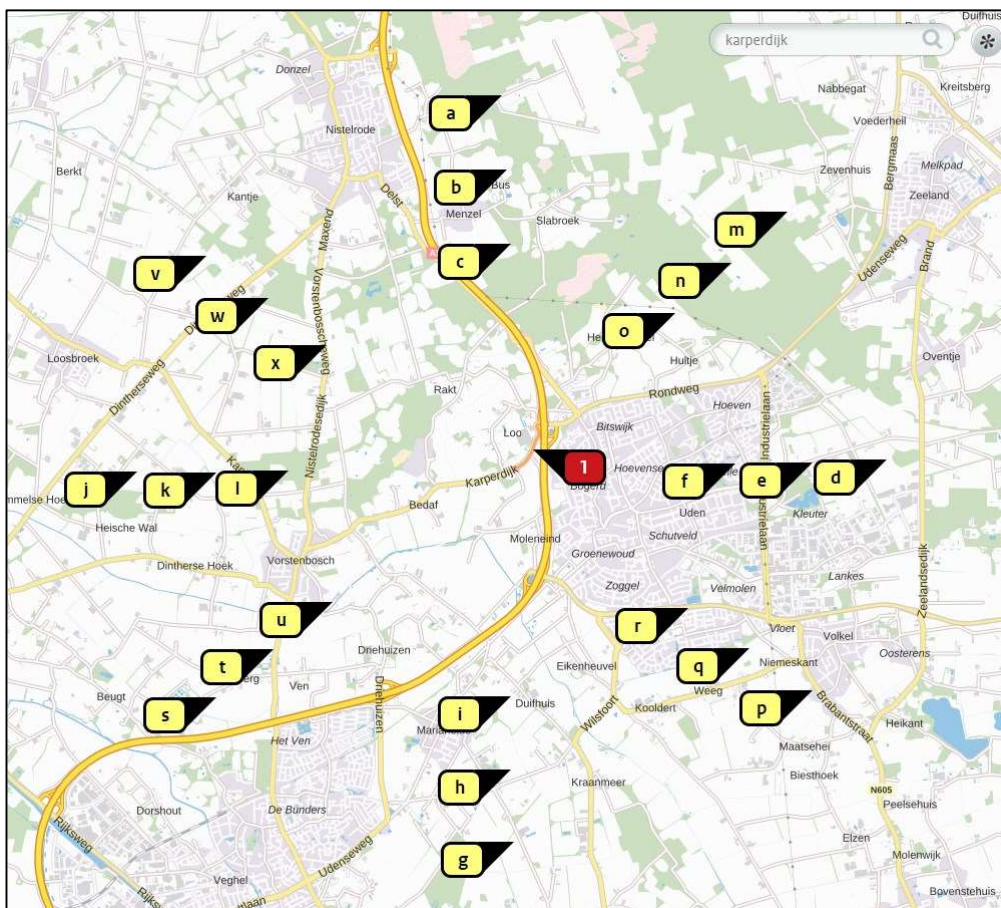 Duifhuis
karperdijk
Donzel
Nabbegat
Kreitsberg
a
Voederheil
Nistelrode
Bergmaas
Melkpad
Berkt
Zevenhuis
b
Bus
Kantje
Delst
Zeeland
Menzel
Slabroek
Maxend
m
Udenseweg
Brand
v
c
n
w
Vorstenbosscheweg
o
Loosbroek
x
Hultje
Oventje
Dintherseweg
Rakt
Rondweg
Hoeven
Industrielaan
Loo
Bitswijk
Nistelrodesedijk
1
Karperdijk
j
k
l
f
e
d
Bedaf
Uden
Kleuter
Heische Wal
Schutveld
Moleneind
Groenewoud
Dintherse Hoek
Vorstenbosch
Zoggel
Velmolen
Lankes
Zeelandsedijk
u
r
Vloet
Volkel
Driehuizen
Oosterens
t
Eikenheuvel
q
Niemeskant
Beugt
Ven
Weeg
s
Driehuizen
i
Duifhuis
Wilsfoort
Kooldert
p
Brabantstraat
Heikant
Het Ven
Maatsehei
h
Kraanmeer
Biesthoek
N605
Dorshout
De Bunders
Peelsehuis
Rijksweg
Elzen
g
Udenseweg
Molenwijk
Veghel
Bovenstehuis